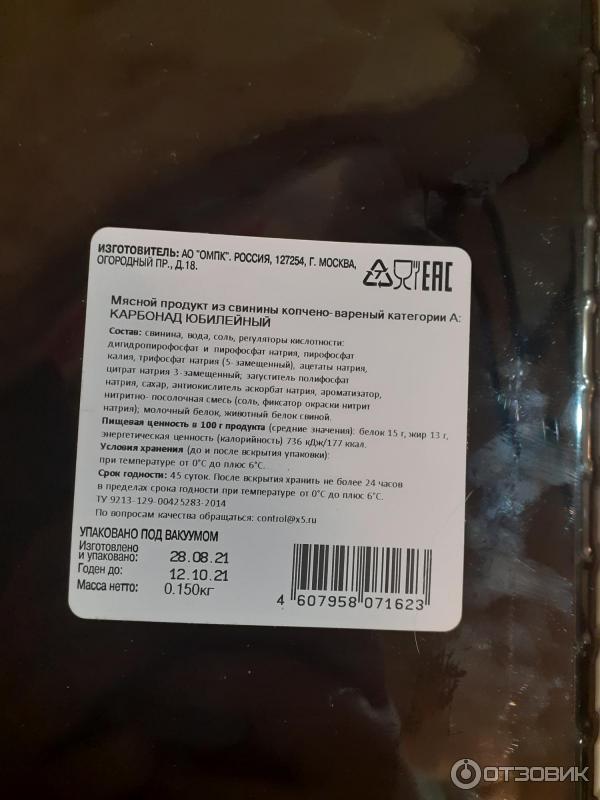 ИЗГОТОВИТЕЛЬ: АО "ОМПК". РОССИЯ, 127254, Г. МОСКВА,
ОГОРОДНЫЙ ПР., Д.18.
7
EAC
Мясной продукт из свинины копчено-вареный категории А:
КАРБОНАД ЮБИЛЕЙНЫЙ
Состав: свинина, вода, соль, регуляторы кислотности:
дигидропирофосфат и пирофосфат натрия, пирофосфат
калия, трифосфат натрия (5- замещенный), ацетаты натрия,
цитрат натрия 3- замещенный; загуститель полифосфат
натрия, сахар, антиокислитель аскорбат натрия, ароматизатор,
нитритно- посолочная смесь (соль, фиксатор окраски нитрит
натрия); молочный белок, животный белок свиной.
Пищевая ценность в 100 г продукта (средние значения): белок 15 г, жир 13 г,
энергетическая ценность (калорийность) 736 кДж/177 ккал.
Условия хранения (до и после вскрытия упаковки):
при температуре от 0°С до плюс 6°С.
Срок годности: 45 суток. После вскрытия хранить не более 24 часов
в пределах срока годности при температуре от 0°С до плюс 6°С.
ТУ 9213-129-00425283-2014
По вопросам качества обращаться: control@x5.ru
УПАКОВАНО ПОД ВАКУУМОМ
Изготовлено
и упаковано: 28.08.21
Годен до: 12.10.21
Масса нетто: 0.150кг
4 607958 071623
ОТЗОВИК